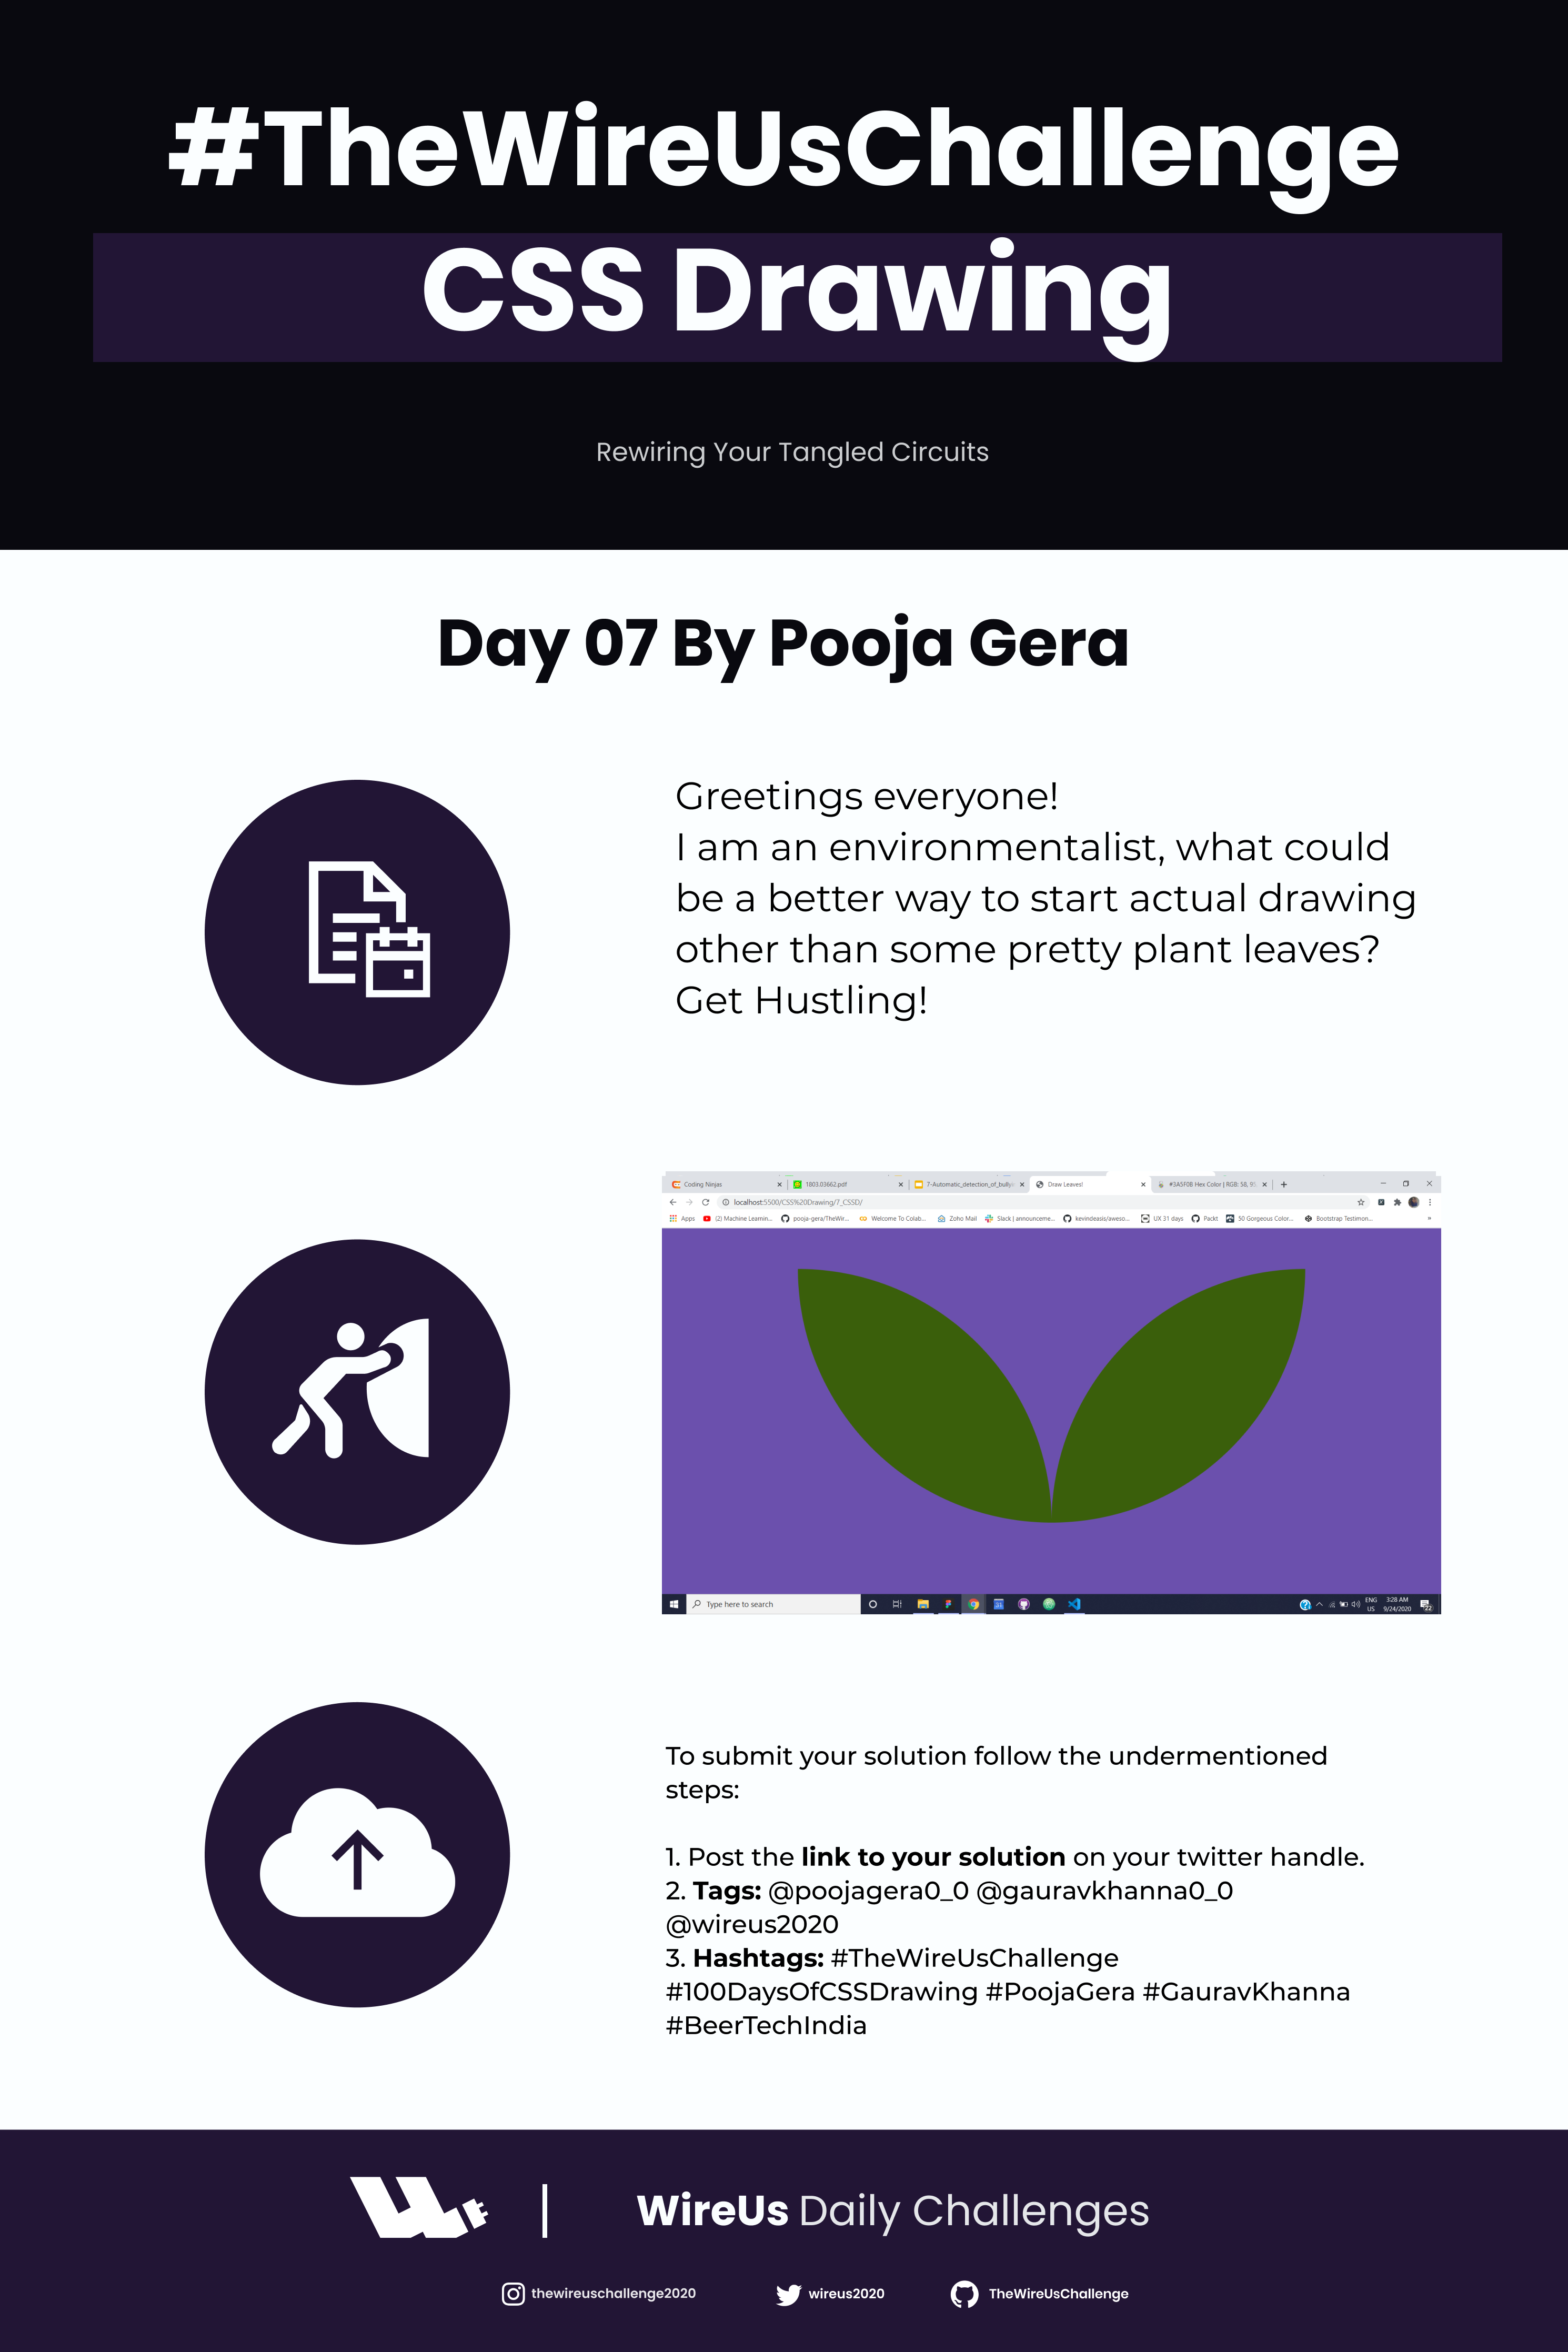 #TheWireUsChallenge
CSS Drawing
Rewiring Your Tangled Circuits
Day 07 By Pooja Gera
Greetings everyone!
I am an environmentalist, what could
be a better way to start actual drawing
other than some pretty plant leaves?
Get Hustling!
Coding Ninjas
1803.03662.pdf
7-Automatic_detection_of_bully
Draw Leaves!
#3A5F0B Hex Color | RGB: 58, 95
localhost:5500/CSS%20Drawing/7_CSSD/
Apps
(2) Machine Learnin...
pooja-gera/TheWir...
Welcome To Colab...
Zoho Mail
Slack | announceme...
kevindeasis/aweso...
UX 31 days
Packt
50 Gorgeous Color...
Bootstrap Testimon...
Type here to search
ENG
US
3:28 AM
9/24/2020
22
To submit your solution follow the undermentioned
steps:
1. Post the link to your solution on your twitter handle.
2. Tags: @poojagera0_0 @gauravkhanna0_0
@wireus2020
3. Hashtags: #TheWireUsChallenge
#100DaysOfCSSDrawing #PoojaGera #GauravKhanna
#BeerTechIndia
WireUs Daily Challenges
thewireuschallenge2020
wireus2020
TheWireUsChallenge